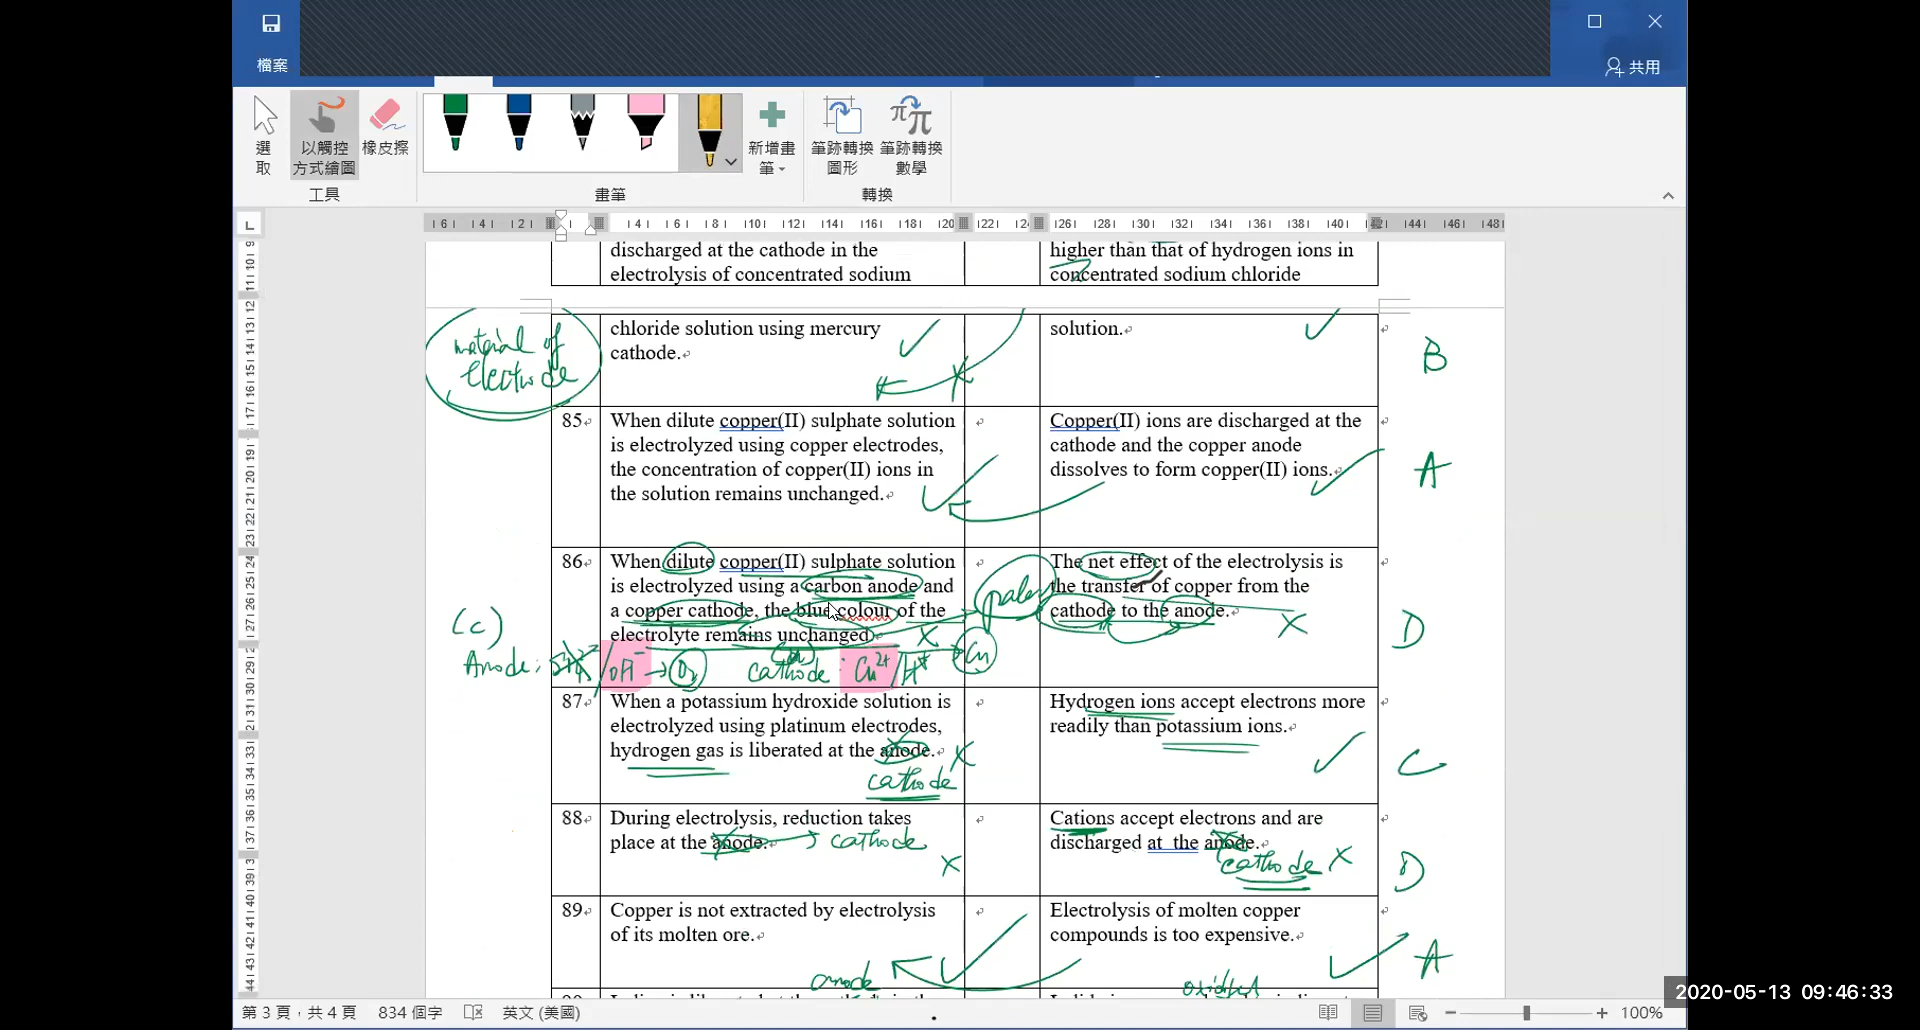 檔案
共用
選取
以觸控方式繪圖
橡皮擦
新增畫筆
筆跡轉換圖形
筆跡轉換數學
工具
畫筆
轉換
discharged at the cathode in the
electrolysis of concentrated sodium
higher than that of hydrogen ions in
concentrated sodium chloride
material of
electrode
chloride solution using mercury
cathode.
solution.
B
85
When dilute copper(II) sulphate solution
is electrolyzed using copper electrodes,
the concentration of copper(II) ions in
the solution remains unchanged.
Copper(II) ions are discharged at the
cathode and the copper anode
dissolves to form copper(II) ions.
A
86
When dilute copper(II) sulphate solution
is electrolyzed using a carbon anode and
a copper cathode, the blue colour of the
electrolyte remains unchanged.
paler
The net effect of the electrolysis is
the transfer of copper from the
cathode to the anode.
D
(C)
Anode: / OH⁻ → O₂
cathode: Cu²⁺/H⁺ → Cu
87
When a potassium hydroxide solution is
electrolyzed using platinum electrodes,
hydrogen gas is liberated at the anode.
cathode
Hydrogen ions accept electrons more
readily than potassium ions.
C
88
During electrolysis, reduction takes
place at the anode. → cathode
Cations accept electrons and are
discharged at the anode.
cathode
D
89
Copper is not extracted by electrolysis
of its molten ore.
Electrolysis of molten copper
compounds is too expensive.
A
anode
oxidized
第 3 頁，共 4 頁 834 個字 英文 (美國) 100%
2020-05-13 09:46:33